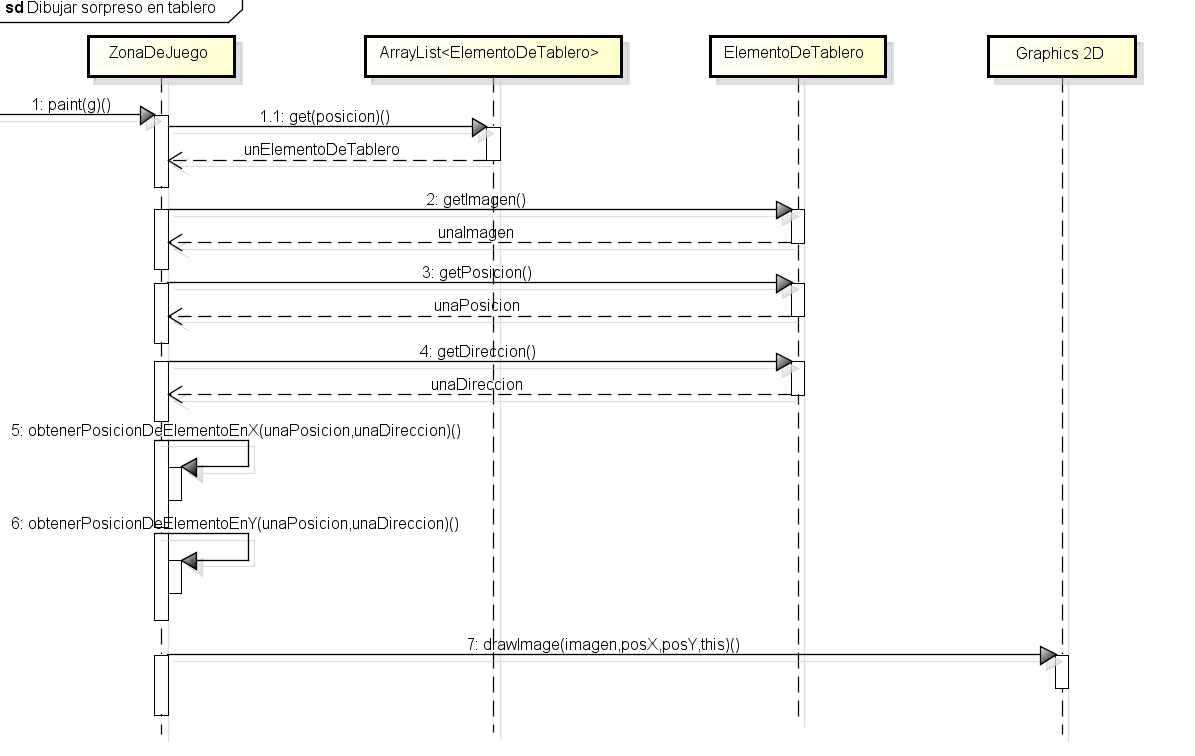 sd Dibujar sorpreso en tablero
ZonaDeJuego
ArrayList<ElementoDeTablero>
ElementoDeTablero
Graphics 2D
1: paint(g)()
1.1: get(posicion)()
unElementoDeTablero
2: getImagen()
unaImagen
3: getPosicion()
unaPosicion
4: getDireccion()
unaDireccion
5: obtenerPosicionDeElementoEnX(unaPosicion,unaDireccion)()
6: obtenerPosicionDeElementoEnY(unaPosicion,unaDireccion)()
7: drawImage(imagen,posX,posY,this)()